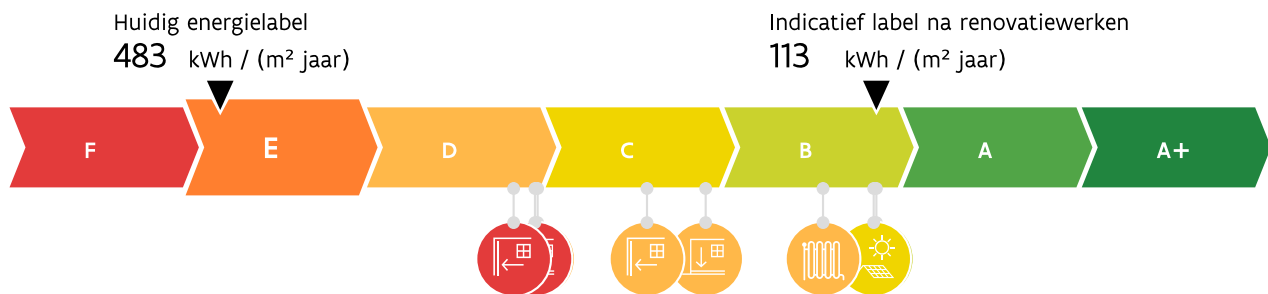 Huidig energielabel
483 kWh / (m² jaar)
Indicatief label na renovatiewerken
113 kWh / (m² jaar)
F E D C B A A+